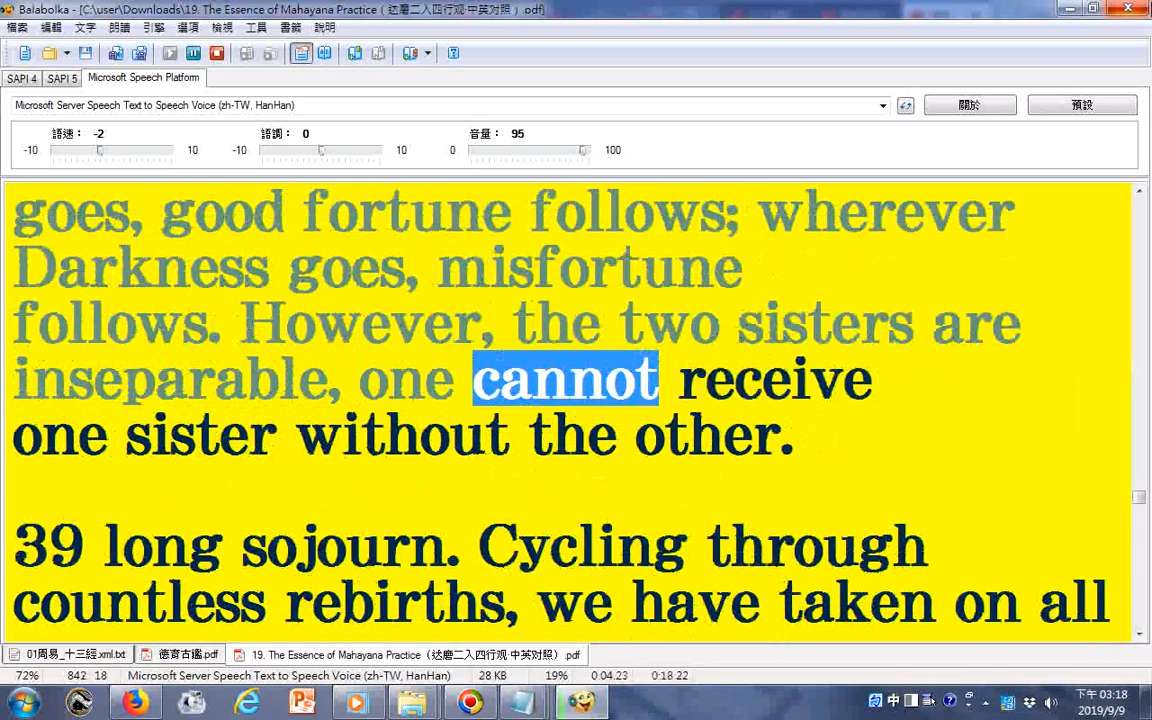 Balabolka - [C:\user\Downloads\19. The Essence of Mahayana Practice（达磨二入四行观·中英对照）.pdf]
檔案 編輯 文字 朗讀 引擎 選項 檢視 工具 書籤 說明
SAPI 4 SAPI 5 Microsoft Speech Platform
Microsoft Server Speech Text to Speech Voice (zh-TW, HanHan) 關於 預設
語速： -2 語調： 0 音量： 95
-10 10 -10 10 0 100
goes, good fortune follows; wherever
Darkness goes, misfortune
follows. However, the two sisters are
inseparable, one cannot receive
one sister without the other.
39 long sojourn. Cycling through
countless rebirths, we have taken on all
01周易_十三經.xml.txt 德育古鑑.pdf 19. The Essence of Mahayana Practice（达磨二入四行观·中英对照）.pdf
72% 842 18 Microsoft Server Speech Text to Speech Voice (zh-TW, HanHan) 28 KB 19% 0:04.23 0:18.22
中 下午 03:18
2019/9/9